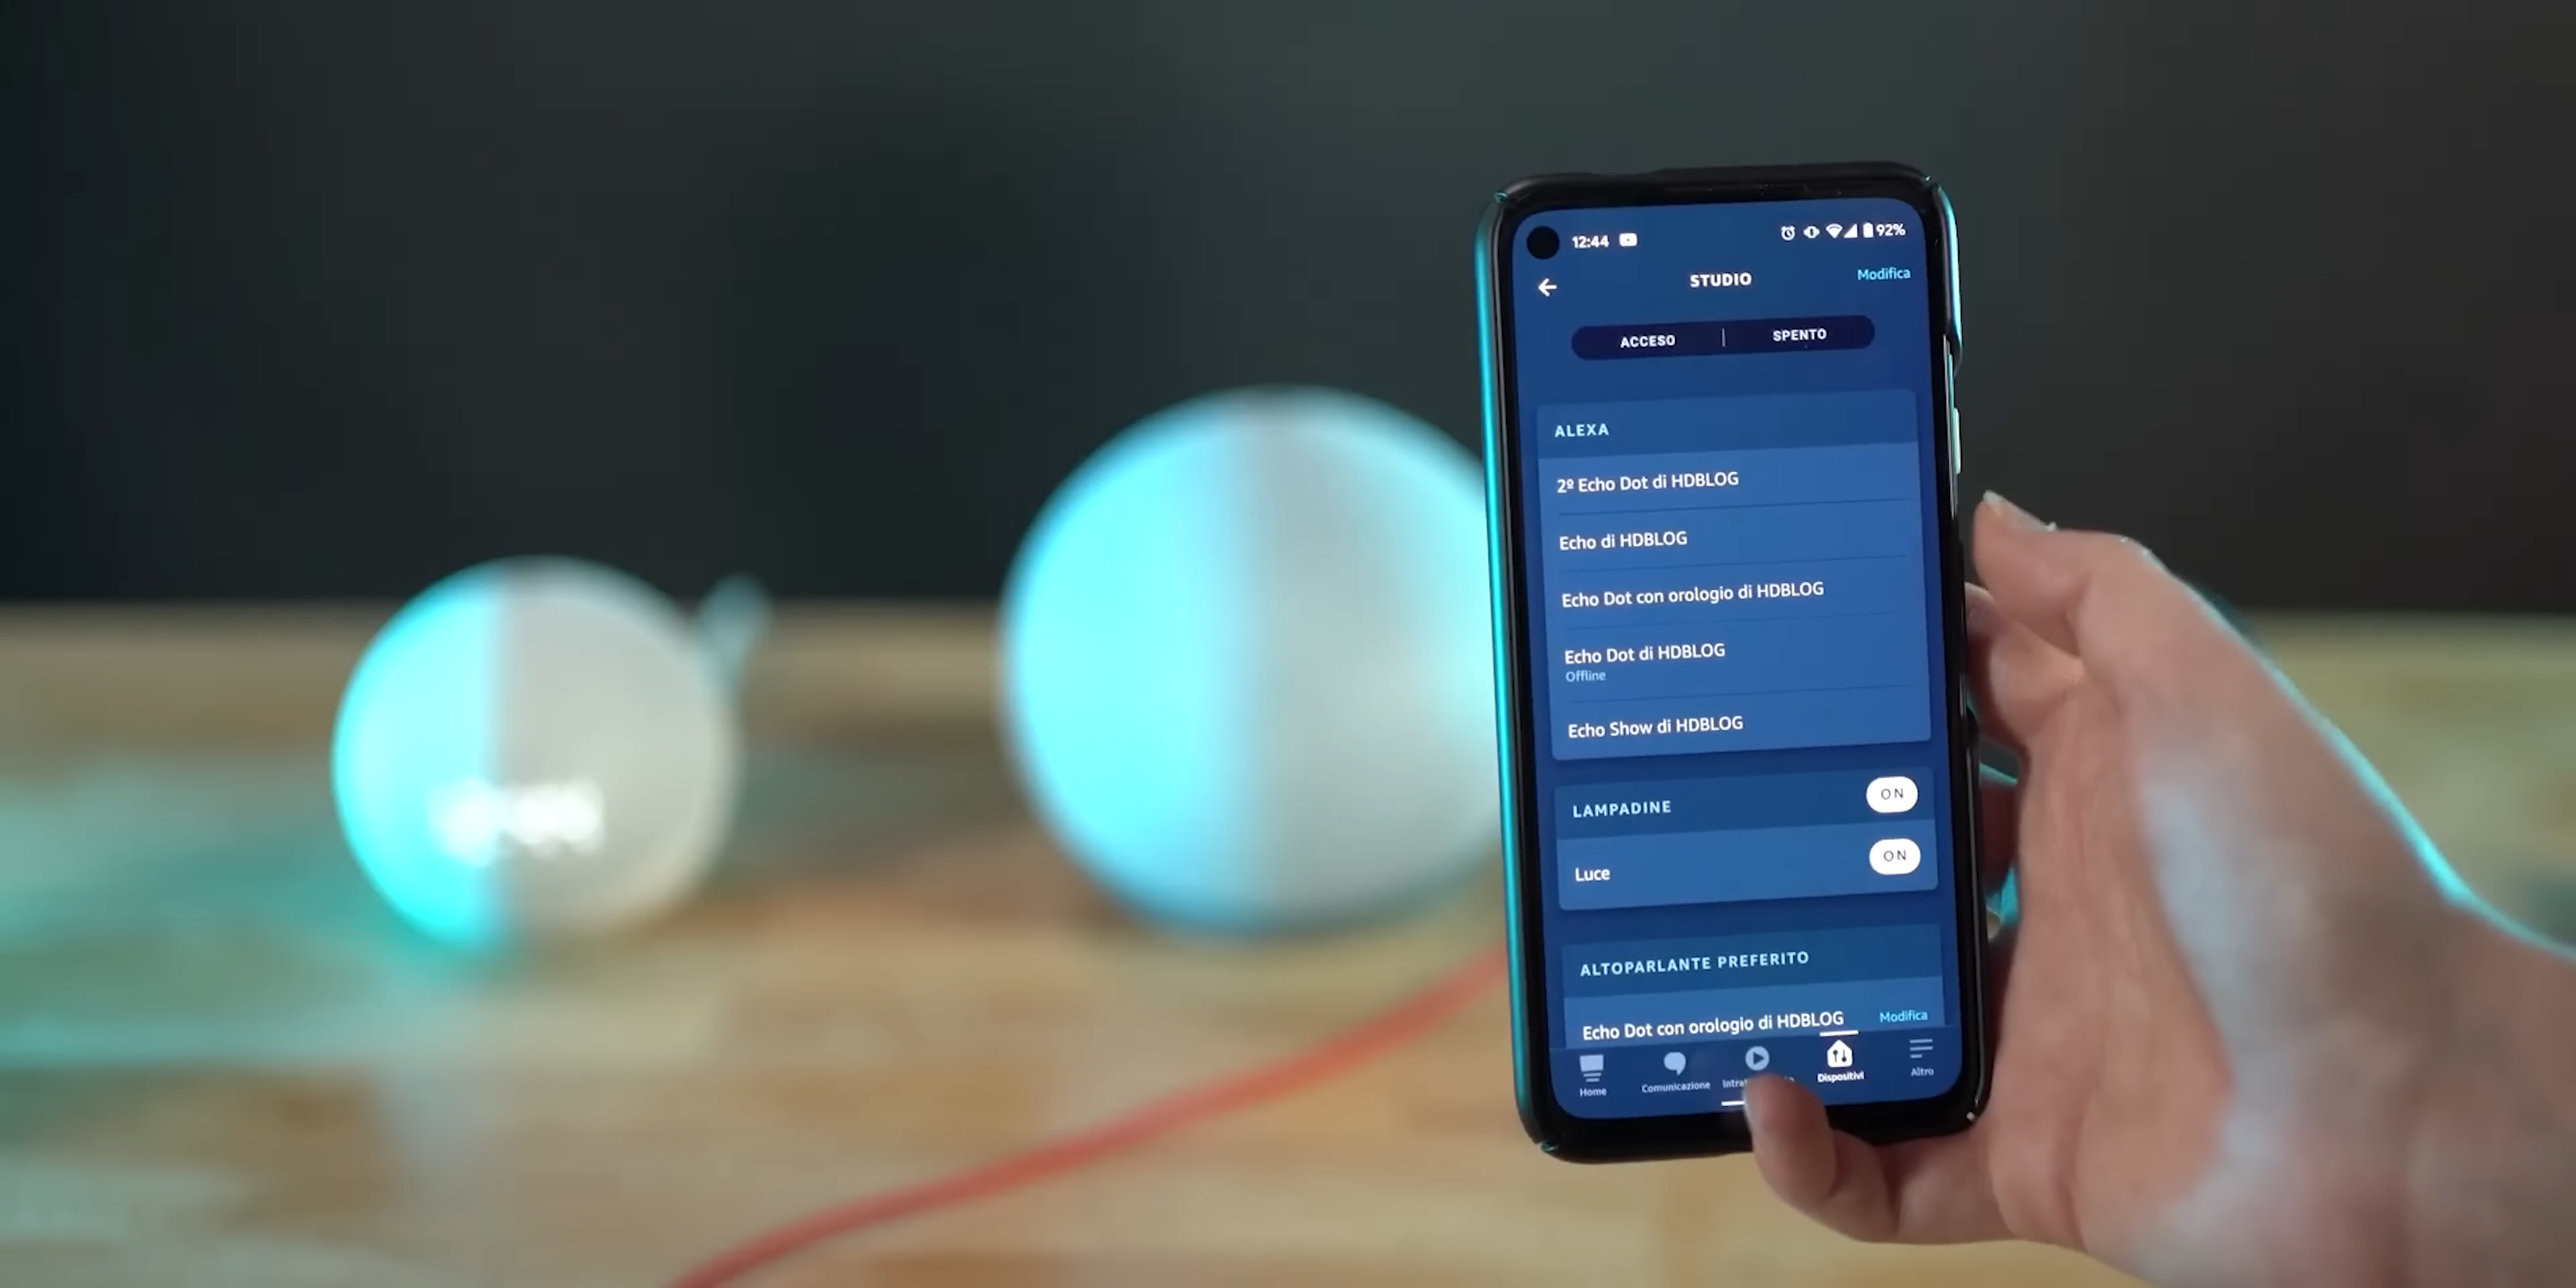 12:44
92%
STUDIO
Modifica
ACCESO | SPENTO
ALEXA
2º Echo Dot di HDBLOG
Echo di HDBLOG
Echo Dot con orologio di HDBLOG
Echo Dot di HDBLOG
Offline
Echo Show di HDBLOG
LAMPADINE
ON
Luce
ON
ALTOPARLANTE PREFERITO
Echo Dot con orologio di HDBLOG
Modifica
Home
Comunicazione
Dispositivi
Altro